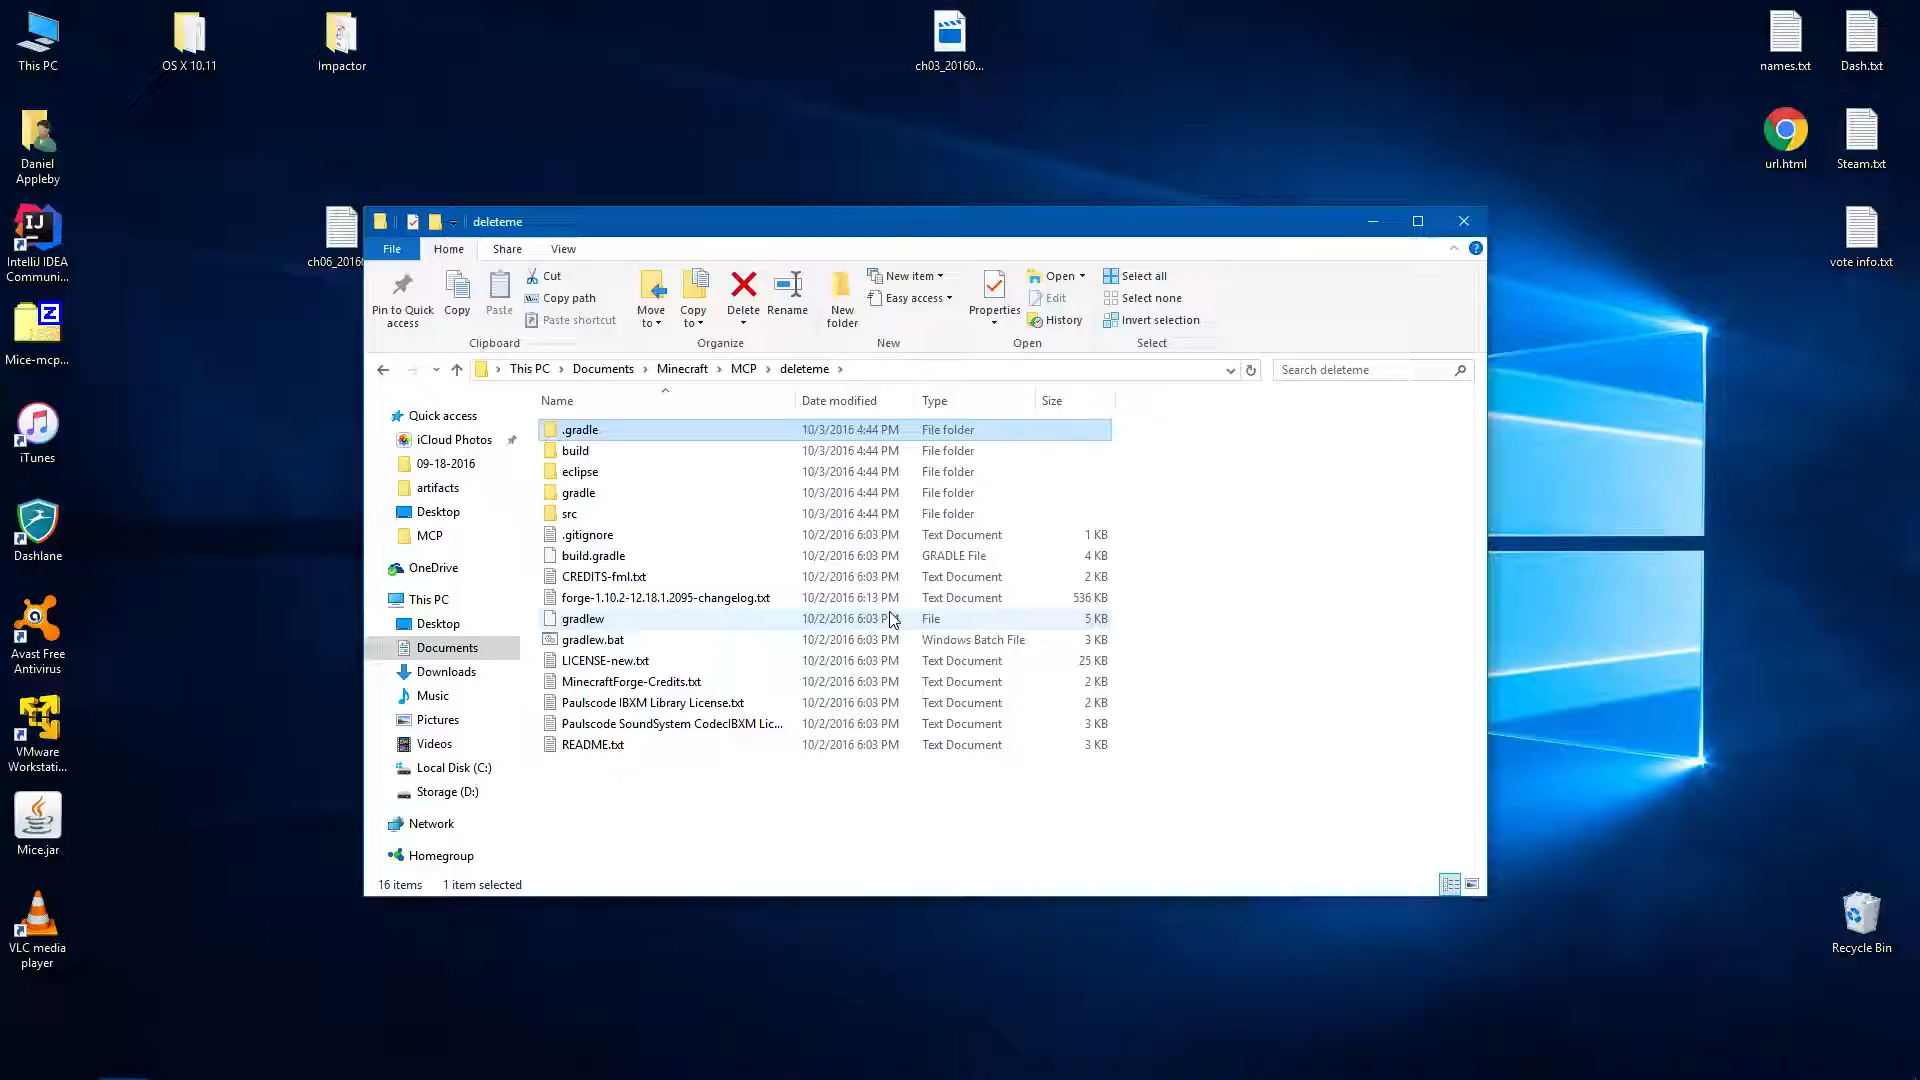 This PC
OS X 10.11
Impactor
ch03_20160...
names.txt
Dash.txt
Daniel
Appleby
url.html
Steam.txt
IntelliJ IDEA
Communi...
ch06_2016
vote info.txt
Mice-mcp...
iTunes
Dashlane
Avast Free
Antivirus
VMware
Workstati...
Mice.jar
VLC media
player
Recycle Bin
deleteme
File
Home
Share
View
Pin to Quick
access
Copy
Paste
Cut
Copy path
Paste shortcut
Clipboard
Move
to
Copy
to
Delete
Rename
Organize
New
folder
New item
Easy access
New
Properties
Open
Edit
History
Open
Select all
Select none
Invert selection
Select
This PC > Documents > Minecraft > MCP > deleteme >
Search deleteme
Name Date modified Type Size
Quick access
iCloud Photos
09-18-2016
artifacts
Desktop
MCP
OneDrive
This PC
Desktop
Documents
Downloads
Music
Pictures
Videos
Local Disk (C:)
Storage (D:)
Network
Homegroup
.gradle 10/3/2016 4:44 PM File folder
build 10/3/2016 4:44 PM File folder
eclipse 10/3/2016 4:44 PM File folder
gradle 10/3/2016 4:44 PM File folder
src 10/3/2016 4:44 PM File folder
.gitignore 10/2/2016 6:03 PM Text Document 1 KB
build.gradle 10/2/2016 6:03 PM GRADLE File 4 KB
CREDITS-fml.txt 10/2/2016 6:03 PM Text Document 2 KB
forge-1.10.2-12.18.1.2095-changelog.txt 10/2/2016 6:13 PM Text Document 536 KB
gradlew 10/2/2016 6:03 PM File 5 KB
gradlew.bat 10/2/2016 6:03 PM Windows Batch File 3 KB
LICENSE-new.txt 10/2/2016 6:03 PM Text Document 25 KB
MinecraftForge-Credits.txt 10/2/2016 6:03 PM Text Document 2 KB
Paulscode IBXM Library License.txt 10/2/2016 6:03 PM Text Document 2 KB
Paulscode SoundSystem CodecIBXM Lic... 10/2/2016 6:03 PM Text Document 3 KB
README.txt 10/2/2016 6:03 PM Text Document 3 KB
16 items 1 item selected